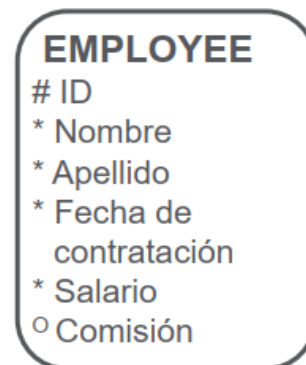 EMPLOYEE
# ID
* Nombre
* Apellido
* Fecha de
contratación
* Salario
O Comisión